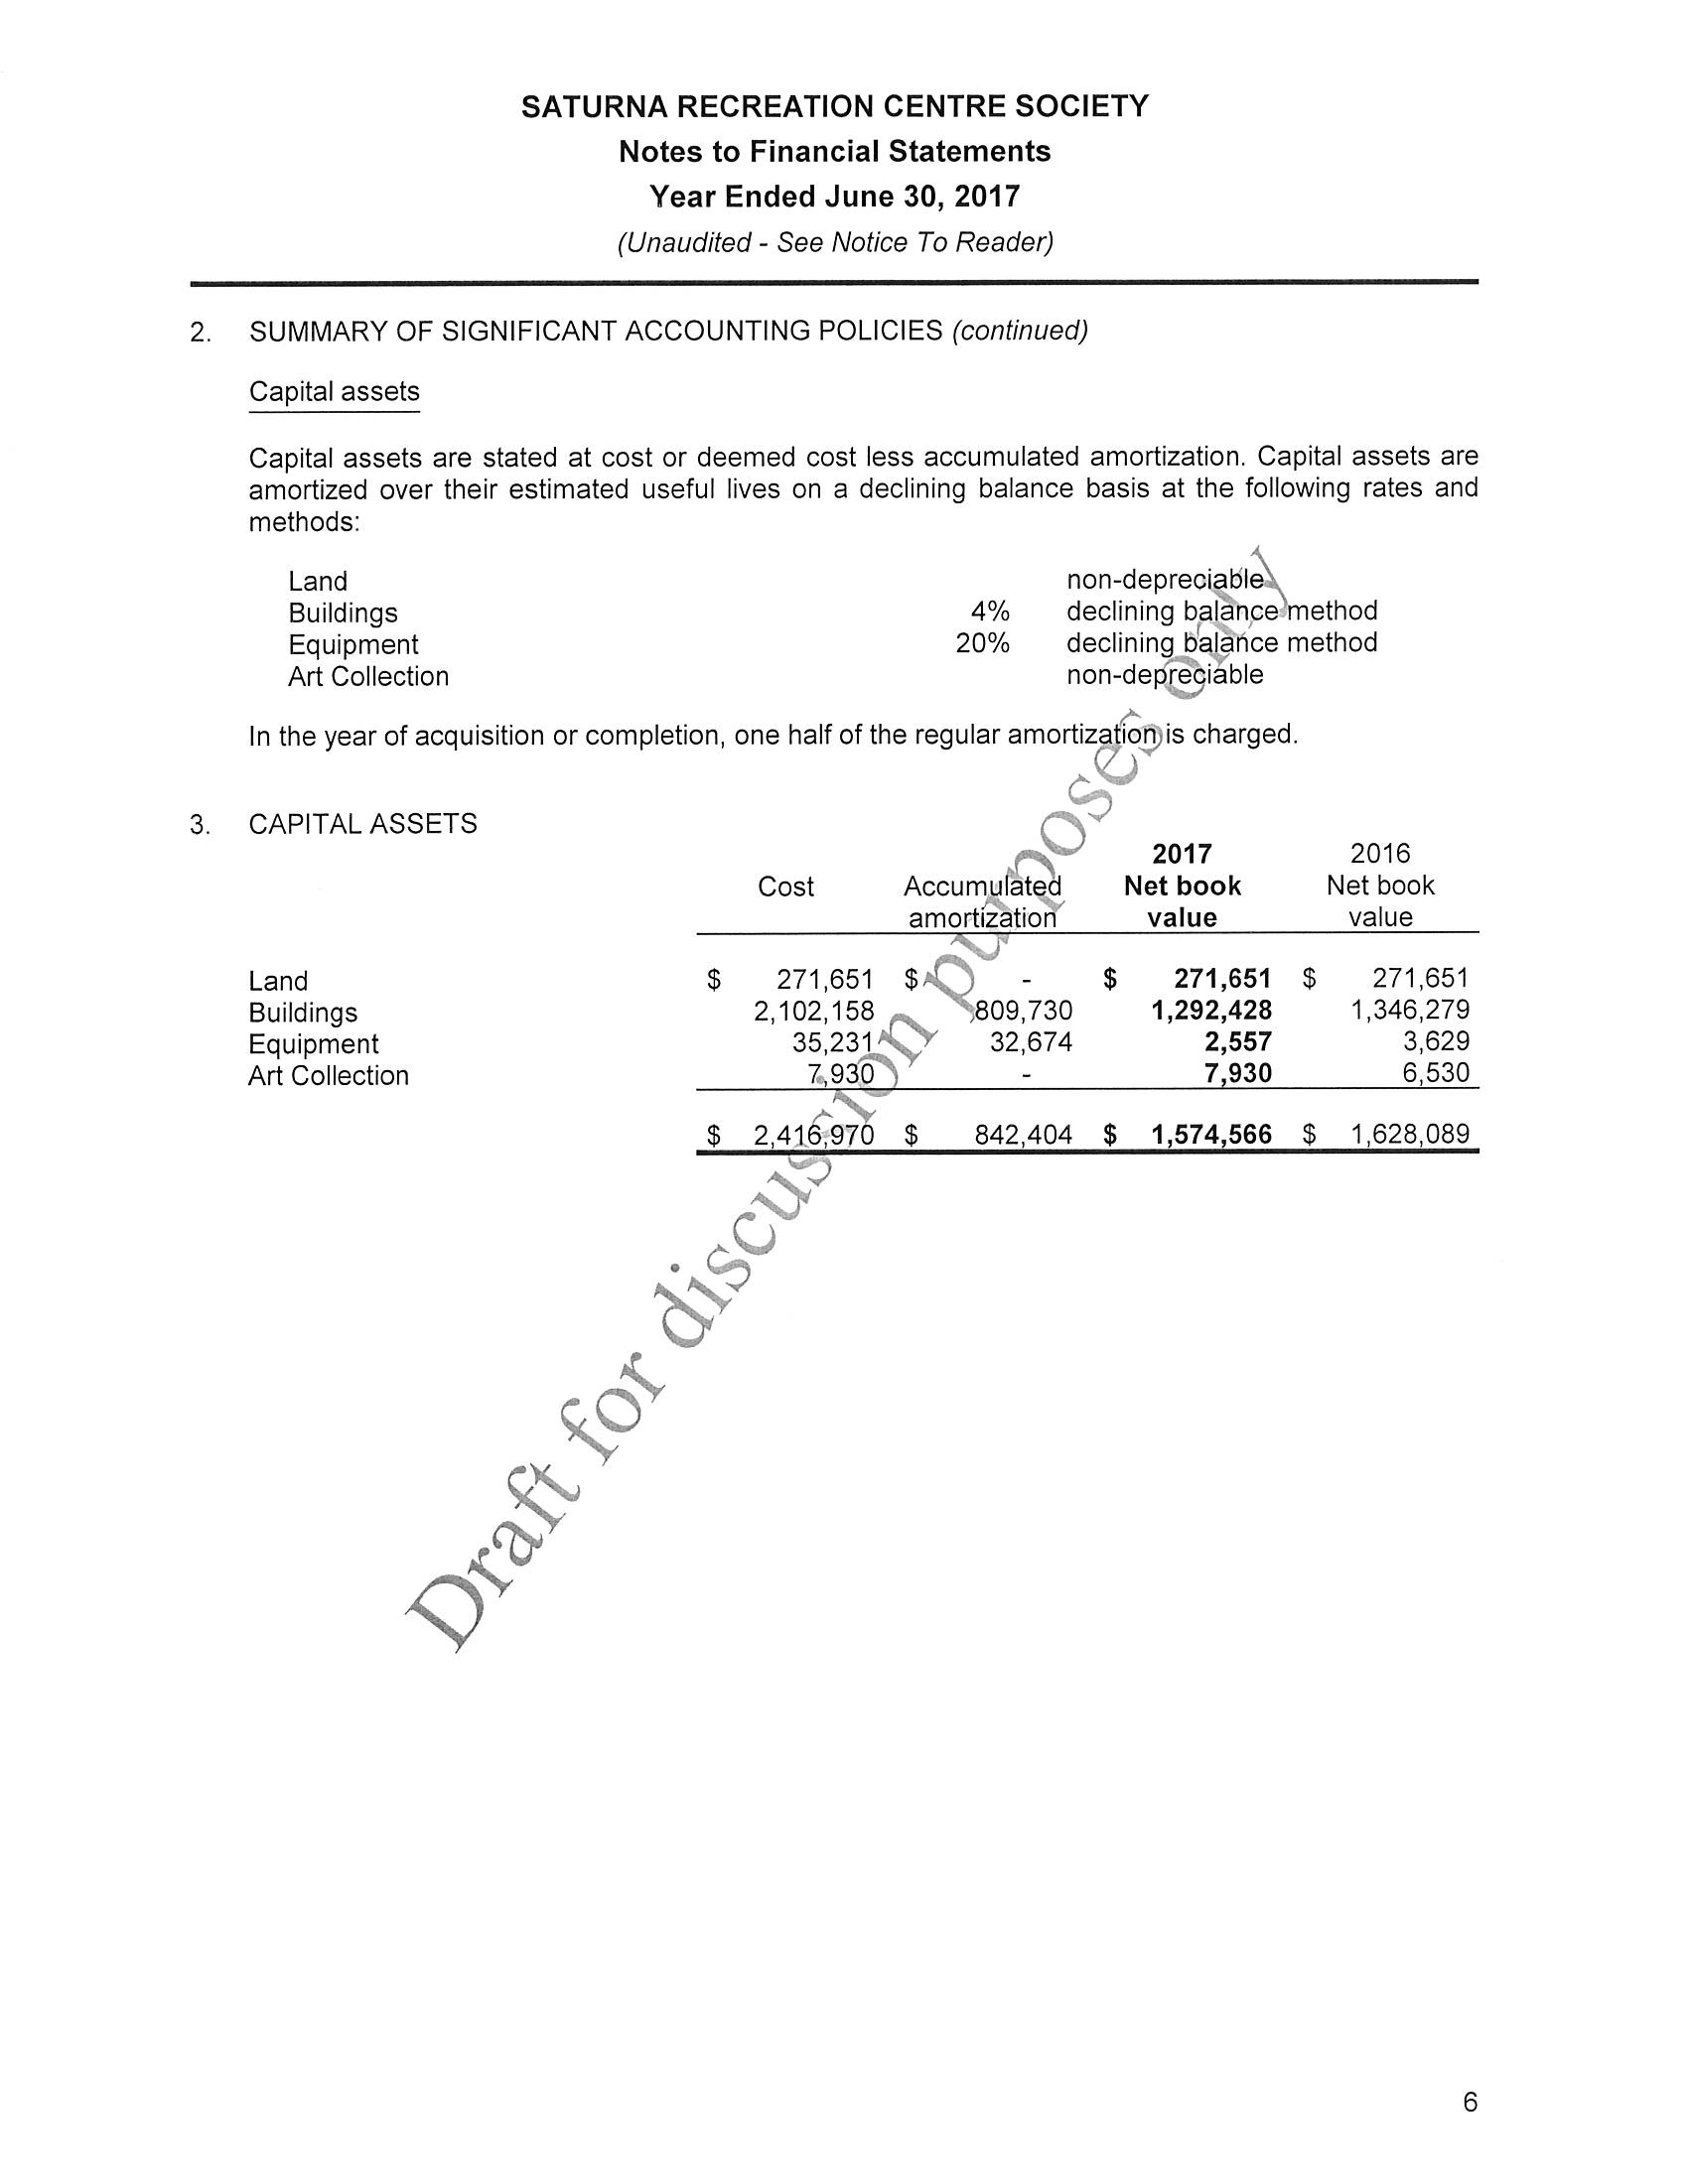 SATURNA RECREATION CENTRE SOCIETY
Notes to Financial Statements
Year Ended June 30, 2017
(Unaudited - See Notice To Reader)
2. SUMMARY OF SIGNIFICANT ACCOUNTING POLICIES (continued)
Capital assets
Capital assets are stated at cost or deemed cost less accumulated amortization. Capital assets are
amortized over their estimated useful lives on a declining balance basis at the following rates and
methods:
Land non-depreciable
Buildings 4% declining balance method
Equipment 20% declining balance method
Art Collection non-depreciable
In the year of acquisition or completion, one half of the regular amortization is charged.
3. CAPITAL ASSETS
2017 2016
Cost Accumulated Net book Net book
amortization value value
Land $ 271,651 $ - $ 271,651 $ 271,651
Buildings 2,102,158 809,730 1,292,428 1,346,279
Equipment 35,231 32,674 2,557 3,629
Art Collection 7,930 - 7,930 6,530
$ 2,416,970 $ 842,404 $ 1,574,566 $ 1,628,089
Draft for discussion purposes only
6